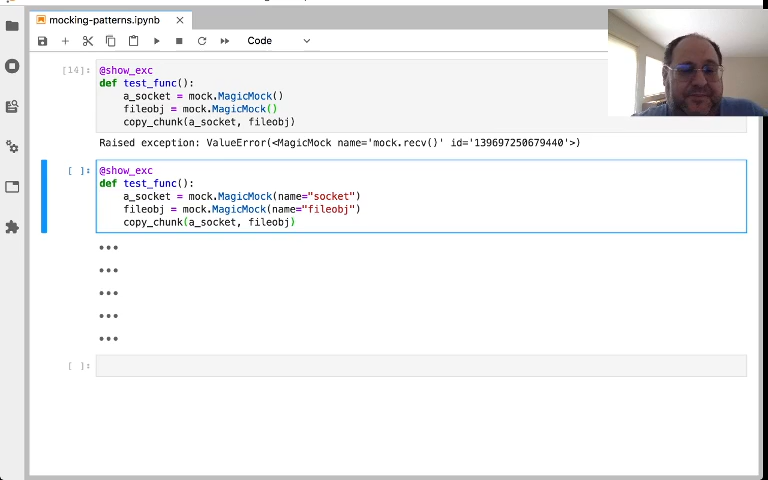 mocking-patterns.ipynb
Code
[14]:
@show_exc
def test_func():
    a_socket = mock.MagicMock()
    fileobj = mock.MagicMock()
    copy_chunk(a_socket, fileobj)
Raised exception: ValueError(<MagicMock name='mock.recv()' id='139697250679440'>)
[ ]:
@show_exc
def test_func():
    a_socket = mock.MagicMock(name="socket")
    fileobj = mock.MagicMock(name="fileobj")
    copy_chunk(a_socket, fileobj)
[ ]: